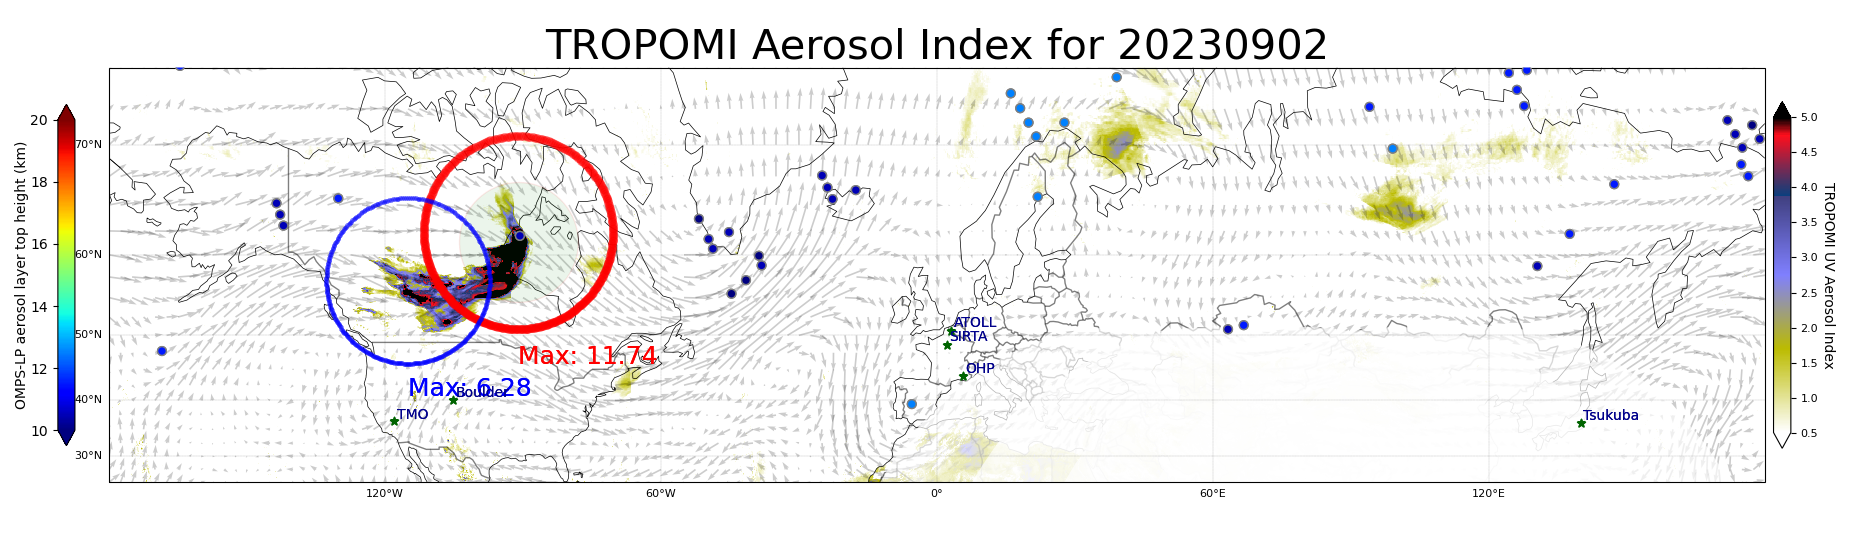 TROPOMI Aerosol Index for 20230902
OMPS-LP aerosol layer top height (km)
20
18
16
14
12
10
70°N
60°N
50°N
40°N
30°N
120°W
60°W
0°
60°E
120°E
Max: 11.74
Max: 6.28
Boulder
TMO
ATOLL
SIRTA
OHP
Tsukuba
5.0
4.5
4.0
3.5
3.0
2.5
2.0
1.5
1.0
0.5
TROPOMI UV Aerosol Index